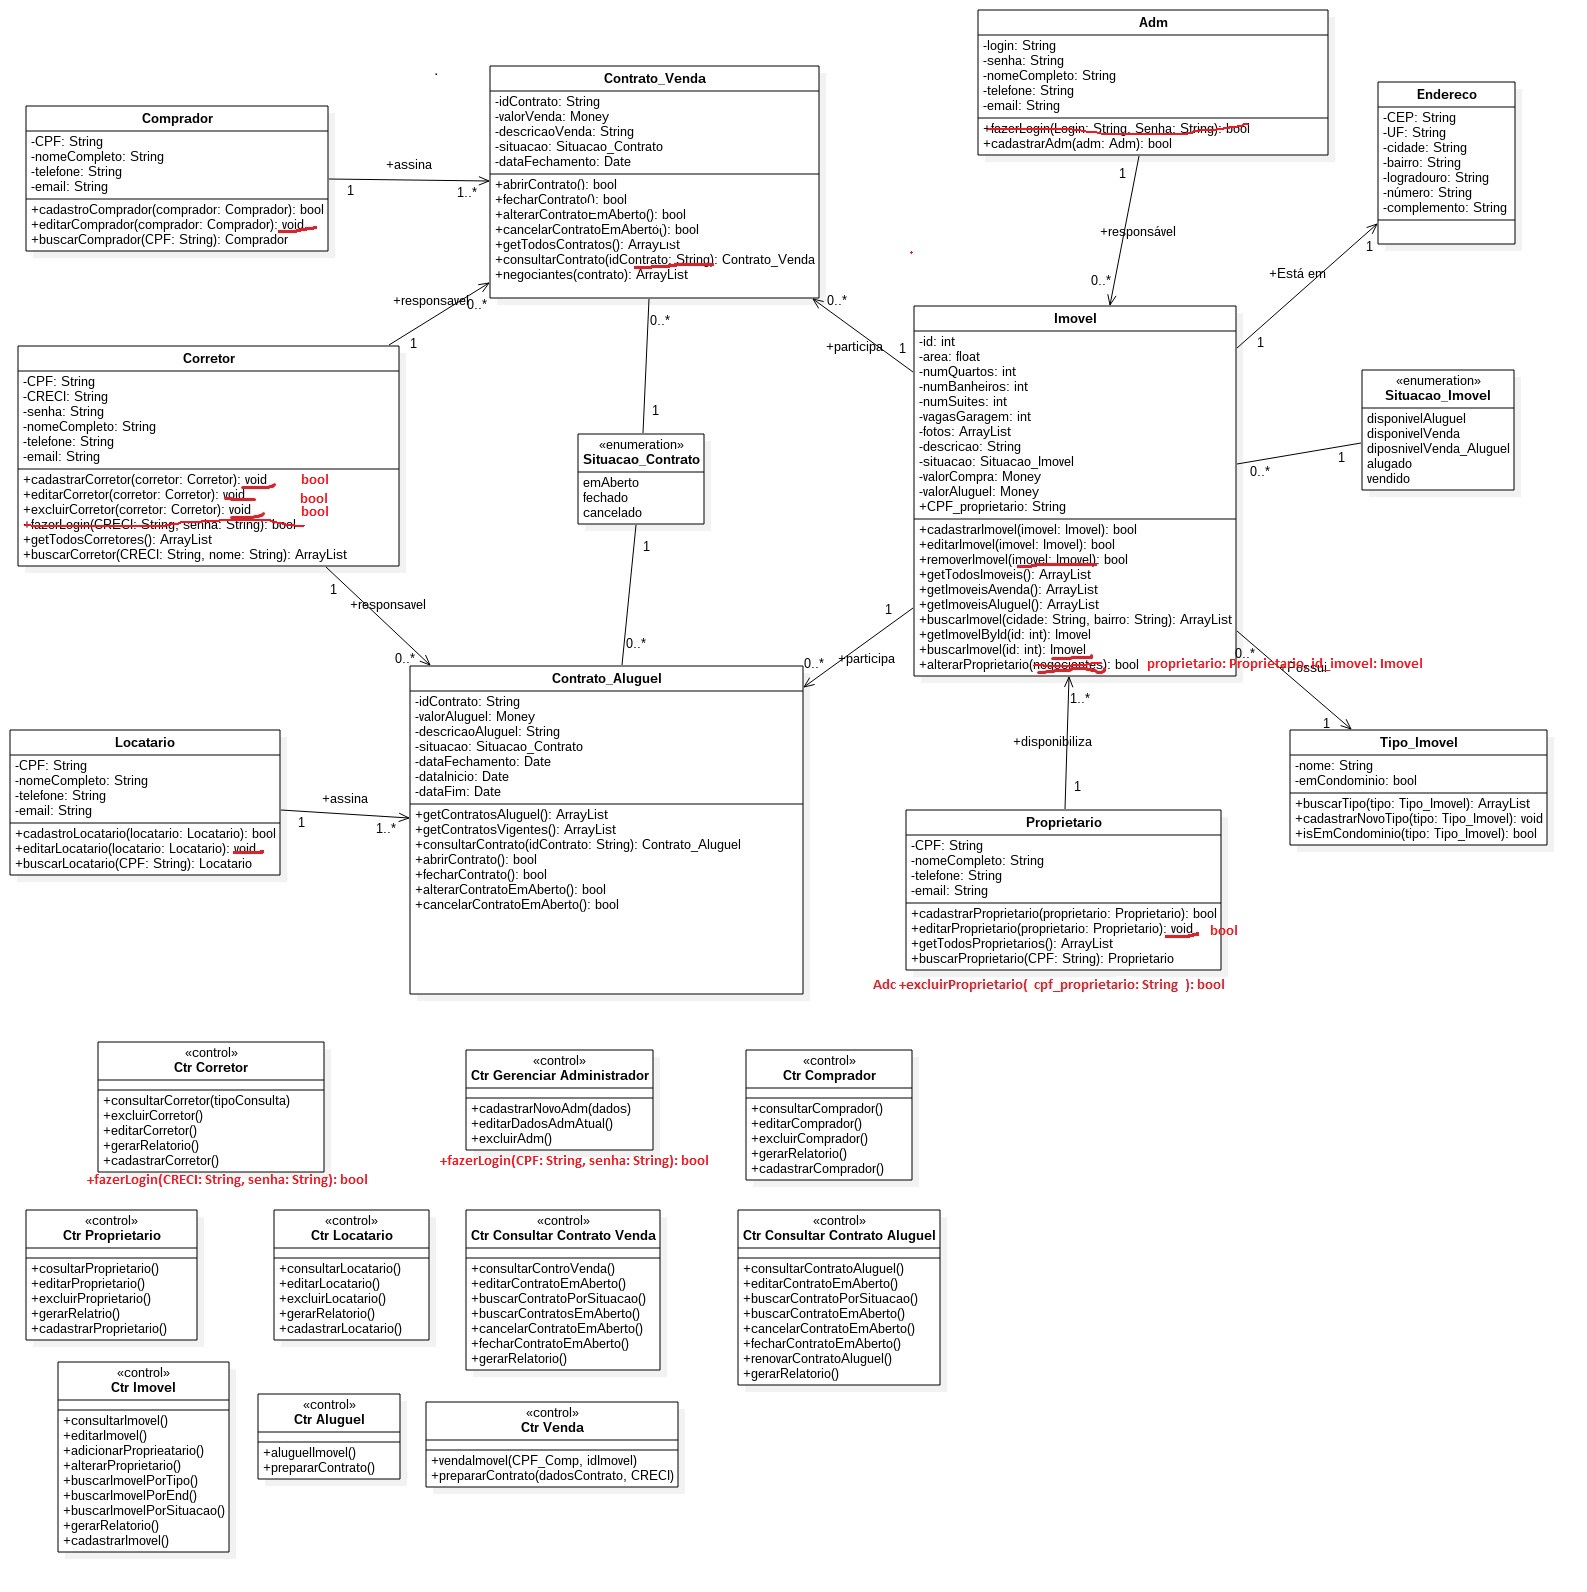 Adm
-login: String
-senha: String
-nomeCompleto: String
-telefone: String
-email: String
+fazerLogin(Login: String, Senha: String): bool
+cadastrarAdm(adm: Adm): bool
Contrato_Venda
-idContrato: String
-valorVenda: Money
-descricaoVenda: String
-situacao: Situacao_Contrato
-dataFechamento: Date
+abrirContrato(): bool
+fecharContrato(): bool
+alterarContratoEmAberto(): bool
+cancelarContratoEmAberto(): bool
+getTodosContratos(): ArrayList
+consultarContrato(idContrato: String): Contrato_Venda
+negociantes(contrato): ArrayList
Endereco
-CEP: String
-UF: String
-cidade: String
-bairro: String
-logradouro: String
-número: String
-complemento: String
Comprador
-CPF: String
-nomeCompleto: String
-telefone: String
-email: String
+cadastroComprador(comprador: Comprador): bool
+editarComprador(comprador: Comprador): void
+buscarComprador(CPF: String): Comprador
+assina
1
1..*
1
+responsável
0..*
+Está em
1
1
+responsavel
0..*
1
0..*
1
0..*
+participa
1
Corretor
-CPF: String
-CRECI: String
-senha: String
-nomeCompleto: String
-telefone: String
-email: String
+cadastrarCorretor(corretor: Corretor): void bool
+editarCorretor(corretor: Corretor): void bool
+excluirCorretor(corretor: Corretor): void bool
+fazerLogin(CRECI: String, senha: String): bool
+getTodosCorretores(): ArrayList
+buscarCorretor(CRECI: String, nome: String): ArrayList
«enumeration»
Situacao_Contrato
emAberto
fechado
cancelado
Imovel
-id: int
-area: float
-numQuartos: int
-numBanheiros: int
-numSuites: int
-vagasGaragem: int
-fotos: ArrayList
-descricao: String
-situacao: Situacao_Imovel
-valorCompra: Money
-valorAluguel: Money
+CPF_proprietario: String
+cadastrarImovel(imovel: Imovel): bool
+editarImovel(imovel: Imovel): bool
+removerImovel(imovel: Imovel): bool
+getTodosImoveis(): ArrayList
+getImoveisAvenda(): ArrayList
+getImoveisAluguel(): ArrayList
+buscarImovel(cidade: String, bairro: String): ArrayList
+getImovelById(id: int): Imovel
+buscarImovel(id: int): Imovel
+alterarProprietario(negociantes): bool proprietario: Proprietario, id_imovel: Imovel
«enumeration»
Situacao_Imovel
disponivelAluguel
disponivelVenda
diposnivelVenda_Aluguel
alugado
vendido
0..*
1
1
+responsavel
0..*
1
0..*
1
+participa
0..*
0..*
+Possui
1
1..*
+disponibiliza
1
Contrato_Aluguel
-idContrato: String
-valorAluguel: Money
-descricaoAluguel: String
-situacao: Situacao_Contrato
-dataFechamento: Date
-dataInicio: Date
-dataFim: Date
+getContratosAluguel(): ArrayList
+getContratosVigentes(): ArrayList
+consultarContrato(idContrato: String): Contrato_Aluguel
+abrirContrato(): bool
+fecharContrato(): bool
+alterarContratoEmAberto(): bool
+cancelarContratoEmAberto(): bool
Locatario
-CPF: String
-nomeCompleto: String
-telefone: String
-email: String
+cadastroLocatario(locatario: Locatario): bool
+editarLocatario(locatario: Locatario): void
+buscarLocatario(CPF: String): Locatario
+assina
1
1..*
Tipo_Imovel
-nome: String
-emCondominio: bool
+buscarTipo(tipo: Tipo_Imovel): ArrayList
+cadastrarNovoTipo(tipo: Tipo_Imovel): void
+isEmCondominio(tipo: Tipo_Imovel): bool
Proprietario
-CPF: String
-nomeCompleto: String
-telefone: String
-email: String
+cadastrarProprietario(proprietario: Proprietario): bool
+editarProprietario(proprietario: Proprietario): void bool
+getTodosProprietarios(): ArrayList
+buscarProprietario(CPF: String): Proprietario
Adc +excluirProprietario( cpf_proprietario: String ): bool
«control»
Ctr Corretor
+consultarCorretor(tipoConsulta)
+excluirCorretor()
+editarCorretor()
+gerarRelatorio()
+cadastrarCorretor()
+fazerLogin(CRECI: String, senha: String): bool
«control»
Ctr Gerenciar Administrador
+cadastrarNovoAdm(dados)
+editarDadosAdmAtual()
+excluirAdm()
+fazerLogin(CPF: String, senha: String): bool
«control»
Ctr Comprador
+consultarComprador()
+editarComprador()
+excluirComprador()
+gerarRelatorio()
+cadastrarComprador()
«control»
Ctr Proprietario
+cosultarProprietario()
+editarProprietario()
+excluirProprietario()
+gerarRelatrio()
+cadastrarProprietario()
«control»
Ctr Locatario
+consultarLocatario()
+editarLocatario()
+excluirLocatario()
+gerarRelatorio()
+cadastrarLocatario()
«control»
Ctr Consultar Contrato Venda
+consultarControVenda()
+editarContratoEmAberto()
+buscarContratoPorSituacao()
+buscarContratosEmAberto()
+cancelarContratoEmAberto()
+fecharContratoEmAberto()
+gerarRelatorio()
«control»
Ctr Consultar Contrato Aluguel
+consultarContratoAluguel()
+editarContratoEmAberto()
+buscarContratoPorSituacao()
+buscarContratoEmAberto()
+cancelarContratoEmAberto()
+fecharContratoEmAberto()
+renovarContratoAluguel()
+gerarRelatorio()
«control»
Ctr Imovel
+consultarImovel()
+editarImovel()
+adicionarProprieatario()
+alterarProprietario()
+buscarImovelPorTipo()
+buscarImovelPorEnd()
+buscarImovelPorSituacao()
+gerarRelatorio()
+cadastrarImovel()
«control»
Ctr Aluguel
+aluguelImovel()
+prepararContrato()
«control»
Ctr Venda
+vendaImovel(CPF_Comp, idImovel)
+prepararContrato(dadosContrato, CRECI)